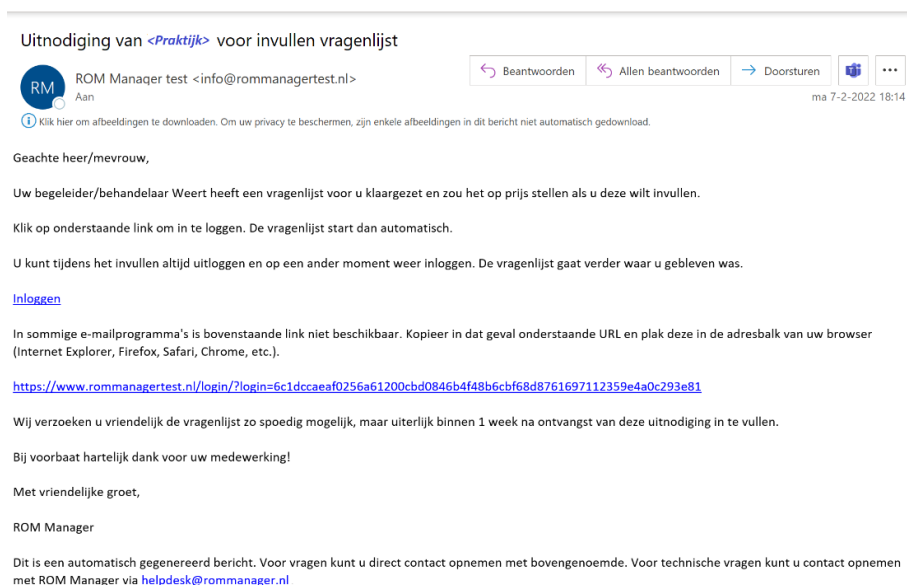 Uitnodiging van <Praktijk> voor invullen vragenlijst
RM
ROM Manager test <info@rommanagertest.nl>
Aan
Beantwoorden
Allen beantwoorden
Doorsturen
ma 7-2-2022 18:14
Klik hier om afbeeldingen te downloaden. Om uw privacy te beschermen, zijn enkele afbeeldingen in dit bericht niet automatisch gedownload.
Geachte heer/mevrouw,
Uw begeleider/behandelaar Weert heeft een vragenlijst voor u klaargezet en zou het op prijs stellen als u deze wilt invullen.
Klik op onderstaande link om in te loggen. De vragenlijst start dan automatisch.
U kunt tijdens het invullen altijd uitloggen en op een ander moment weer inloggen. De vragenlijst gaat verder waar u gebleven was.
Inloggen
In sommige e-mailprogramma's is bovenstaande link niet beschikbaar. Kopieer in dat geval onderstaande URL en plak deze in de adresbalk van uw browser
(Internet Explorer, Firefox, Safari, Chrome, etc.).
https://www.rommanagertest.nl/login/?login=6c1dccaeaf0256a61200cbd0846b4f48b6cbf68d8761697112359e4a0c293e81
Wij verzoeken u vriendelijk de vragenlijst zo spoedig mogelijk, maar uiterlijk binnen 1 week na ontvangst van deze uitnodiging in te vullen.
Bij voorbaat hartelijk dank voor uw medewerking!
Met vriendelijke groet,
ROM Manager
Dit is een automatisch gegenereerd bericht. Voor vragen kunt u direct contact opnemen met bovengenoemde. Voor technische vragen kunt u contact opnemen
met ROM Manager via helpdesk@rommanager.nl